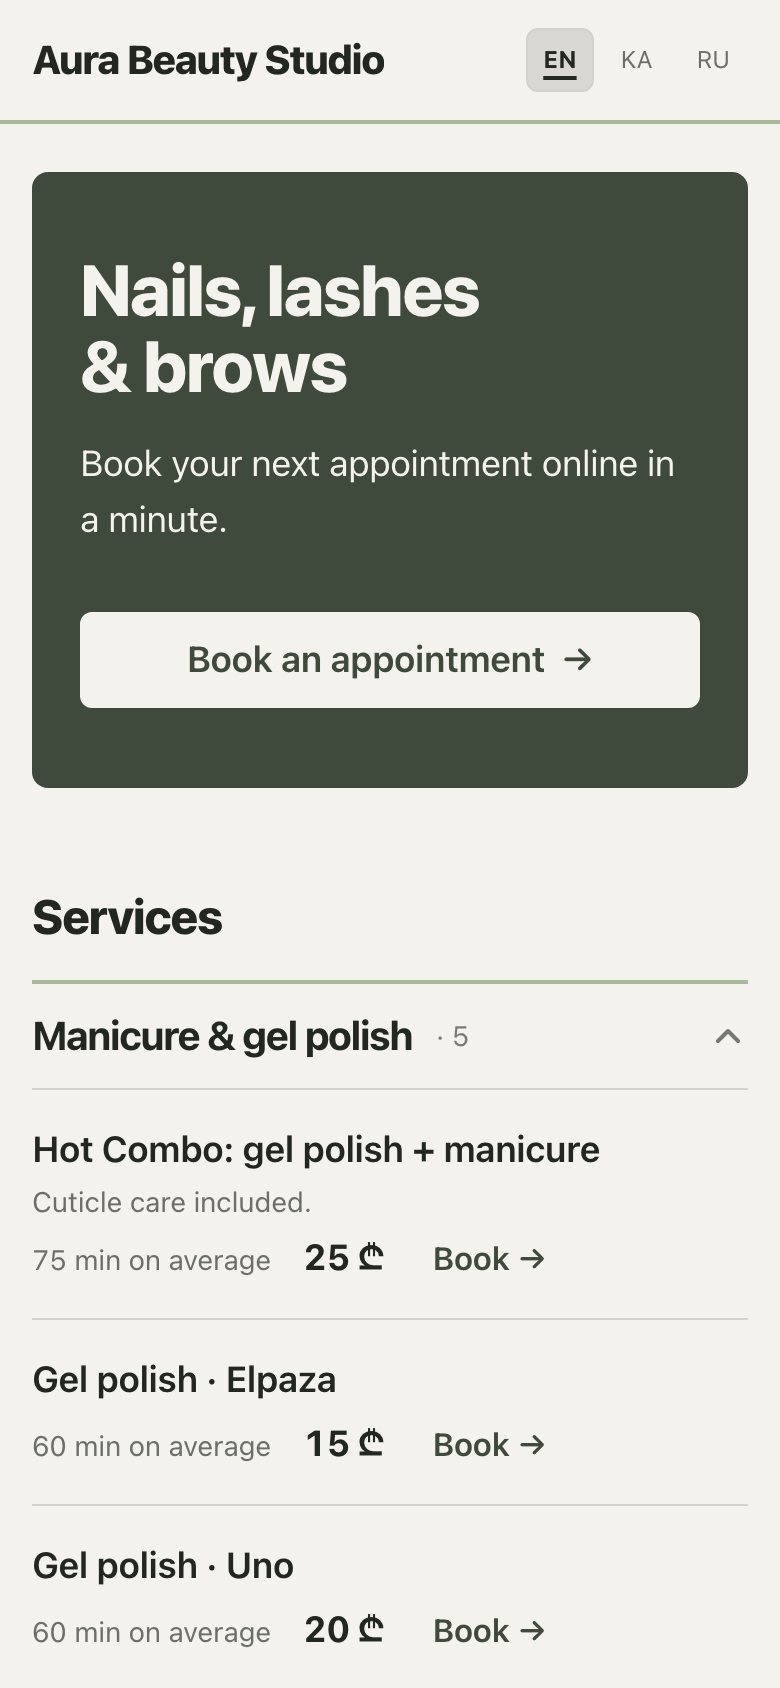 Aura Beauty Studio
EN KA RU
Nails, lashes
& brows
Book your next appointment online in
a minute.
Book an appointment →
Services
Manicure & gel polish · 5
Hot Combo: gel polish + manicure
Cuticle care included.
75 min on average 25 ₾ Book →
Gel polish · Elpaza
60 min on average 15 ₾ Book →
Gel polish · Uno
60 min on average 20 ₾ Book →